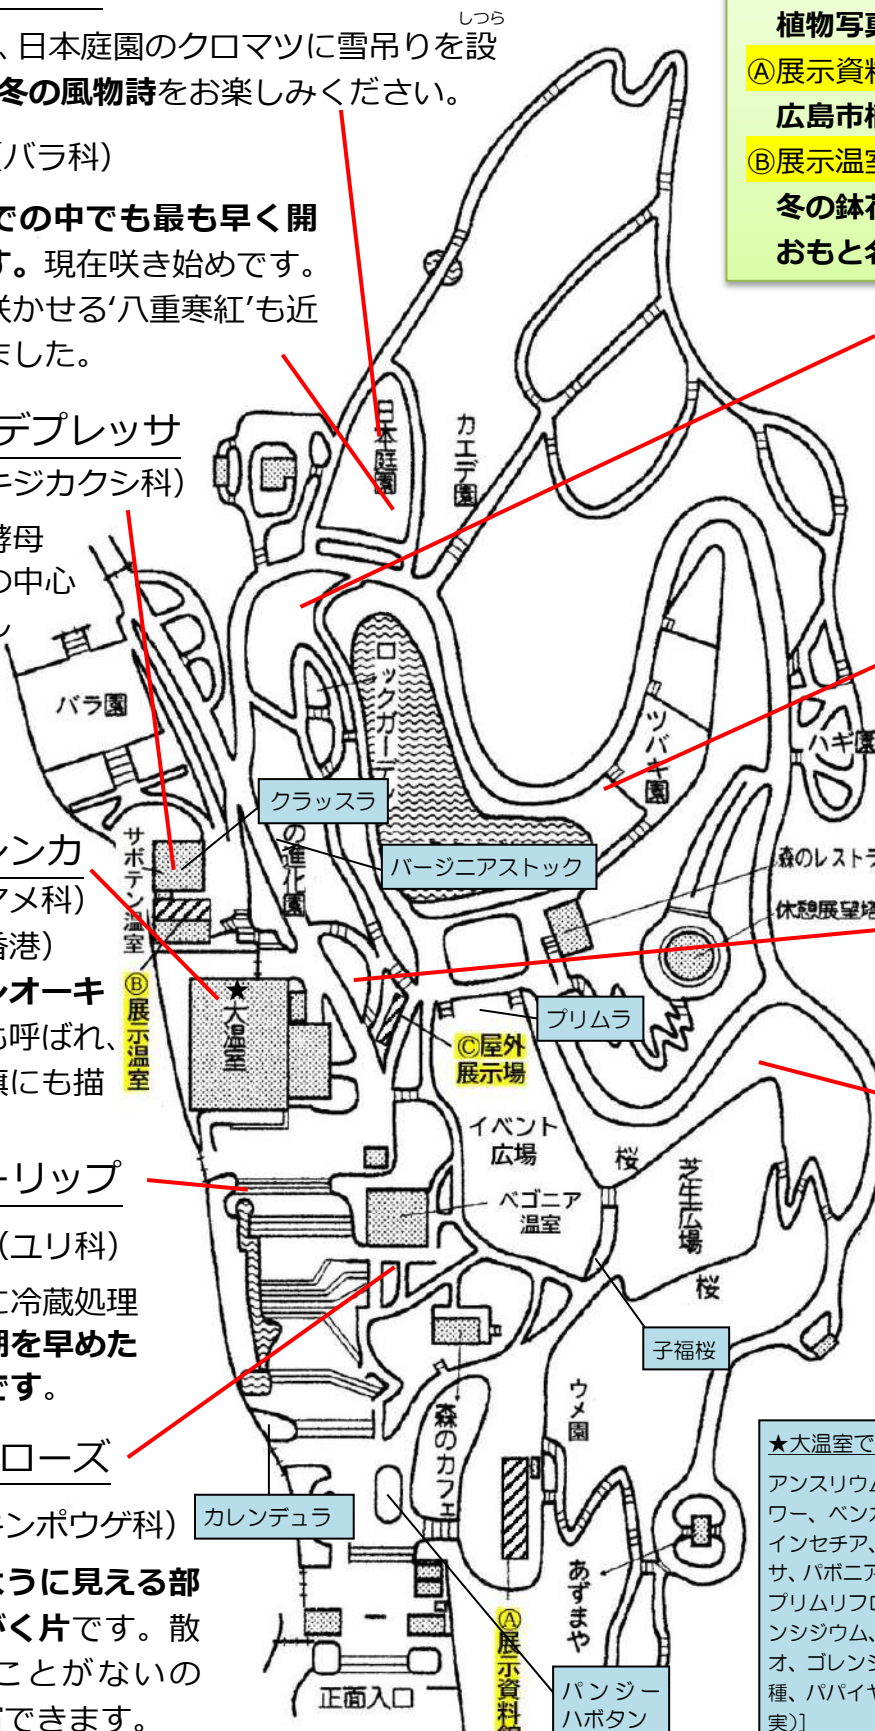 しつら
、日本庭園のクロマツに雪吊りを設
冬の風物詩をお楽しみください。
(バラ科)
での中でも最も早く開
す。現在咲き始めです。
咲かせる‘八重寒紅’も近
ました。
デプレッサ
キジカクシ科)
酵母
の中心
ル
レンカ
アメ科)
香港)
ンオーキ
も呼ばれ、
旗にも描
ーリップ
(ユリ科)
に冷蔵処理
期を早めた
です。
ローズ
キンポウゲ科)
ように見える部
がく片です。散
ことがないの
賞できます。
植物写真
Ⓐ展示資料
広島市植
Ⓑ展示温室
冬の鉢花
おもと名
日本庭園
カエデ園
バラ園
ロックガーデン
ツバキ園
ハギ園
クラッスラ
の進化園
バージニアストック
サボテン温室
森のレストラ
休憩展望塔
Ⓑ展示温室
★大温室
プリムラ
Ⓒ屋外
展示場
イベント
広場
桜
芝生広場
ベゴニア
温室
桜
子福桜
ウメ園
森のカフェ
カレンデュラ
あずまや
Ⓐ展示資料館
正面入口
パンジー
ハボタン
★大温室で
アンスリウム
ワー、ベンガ
インセチア、
サ、パボニア
プリムリフロ
ンシジウム、
オ、ゴレンシ
種、パパイヤ
実)]